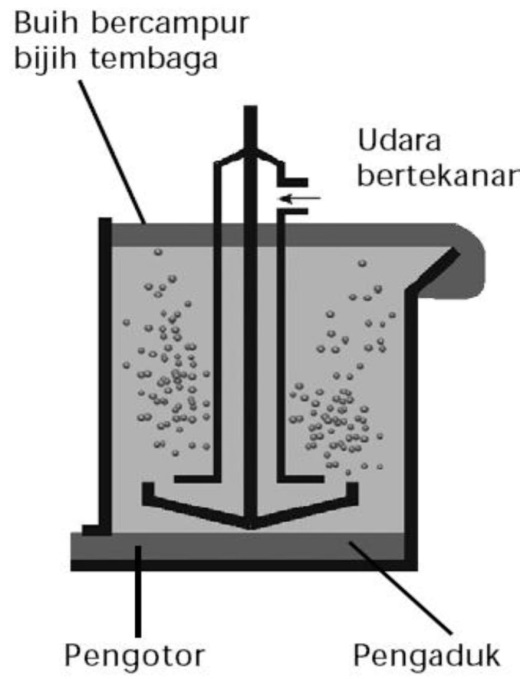 Buih bercampur
bijih tembaga
Udara
bertekanan
Pengotor
Pengaduk